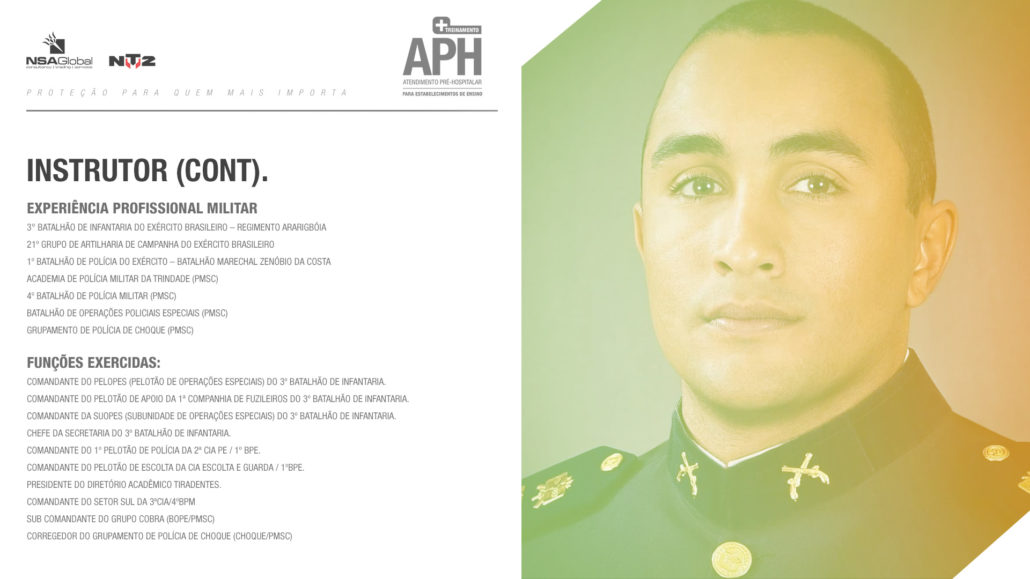 NSAGlobal
consultancy | trading | services
NTZ
PROTEÇÃO PARA QUEM MAIS IMPORTA
TREINAMENTO
APH
ATENDIMENTO PRÉ-HOSPITALAR
PARA ESTABELECIMENTOS DE ENSINO
INSTRUTOR (CONT).
EXPERIÊNCIA PROFISSIONAL MILITAR
3º BATALHÃO DE INFANTARIA DO EXÉRCITO BRASILEIRO – REGIMENTO ARARIGBÓIA
21º GRUPO DE ARTILHARIA DE CAMPANHA DO EXÉRCITO BRASILEIRO
1º BATALHÃO DE POLÍCIA DO EXÉRCITO – BATALHÃO MARECHAL ZENÓBIO DA COSTA
ACADEMIA DE POLÍCIA MILITAR DA TRINDADE (PMSC)
4º BATALHÃO DE POLÍCIA MILITAR (PMSC)
BATALHÃO DE OPERAÇÕES POLICIAIS ESPECIAIS (PMSC)
GRUPAMENTO DE POLÍCIA DE CHOQUE (PMSC)
FUNÇÕES EXERCIDAS:
COMANDANTE DO PELOPES (PELOTÃO DE OPERAÇÕES ESPECIAIS) DO 3º BATALHÃO DE INFANTARIA.
COMANDANTE DO PELOTÃO DE APOIO DA 1ª COMPANHIA DE FUZILEIROS DO 3º BATALHÃO DE INFANTARIA.
COMANDANTE DA SUOPES (SUBUNIDADE DE OPERAÇÕES ESPECIAIS) DO 3º BATALHÃO DE INFANTARIA.
CHEFE DA SECRETARIA DO 3º BATALHÃO DE INFANTARIA.
COMANDANTE DO 1º PELOTÃO DE POLÍCIA DA 2ª CIA PE / 1º BPE.
COMANDANTE DO PELOTÃO DE ESCOLTA DA CIA ESCOLTA E GUARDA / 1ºBPE.
PRESIDENTE DO DIRETÓRIO ACADÊMICO TIRADENTES.
COMANDANTE DO SETOR SUL DA 3ªCIA/4ºBPM
SUB COMANDANTE DO GRUPO COBRA (BOPE/PMSC)
CORREGEDOR DO GRUPAMENTO DE POLÍCIA DE CHOQUE (CHOQUE/PMSC)